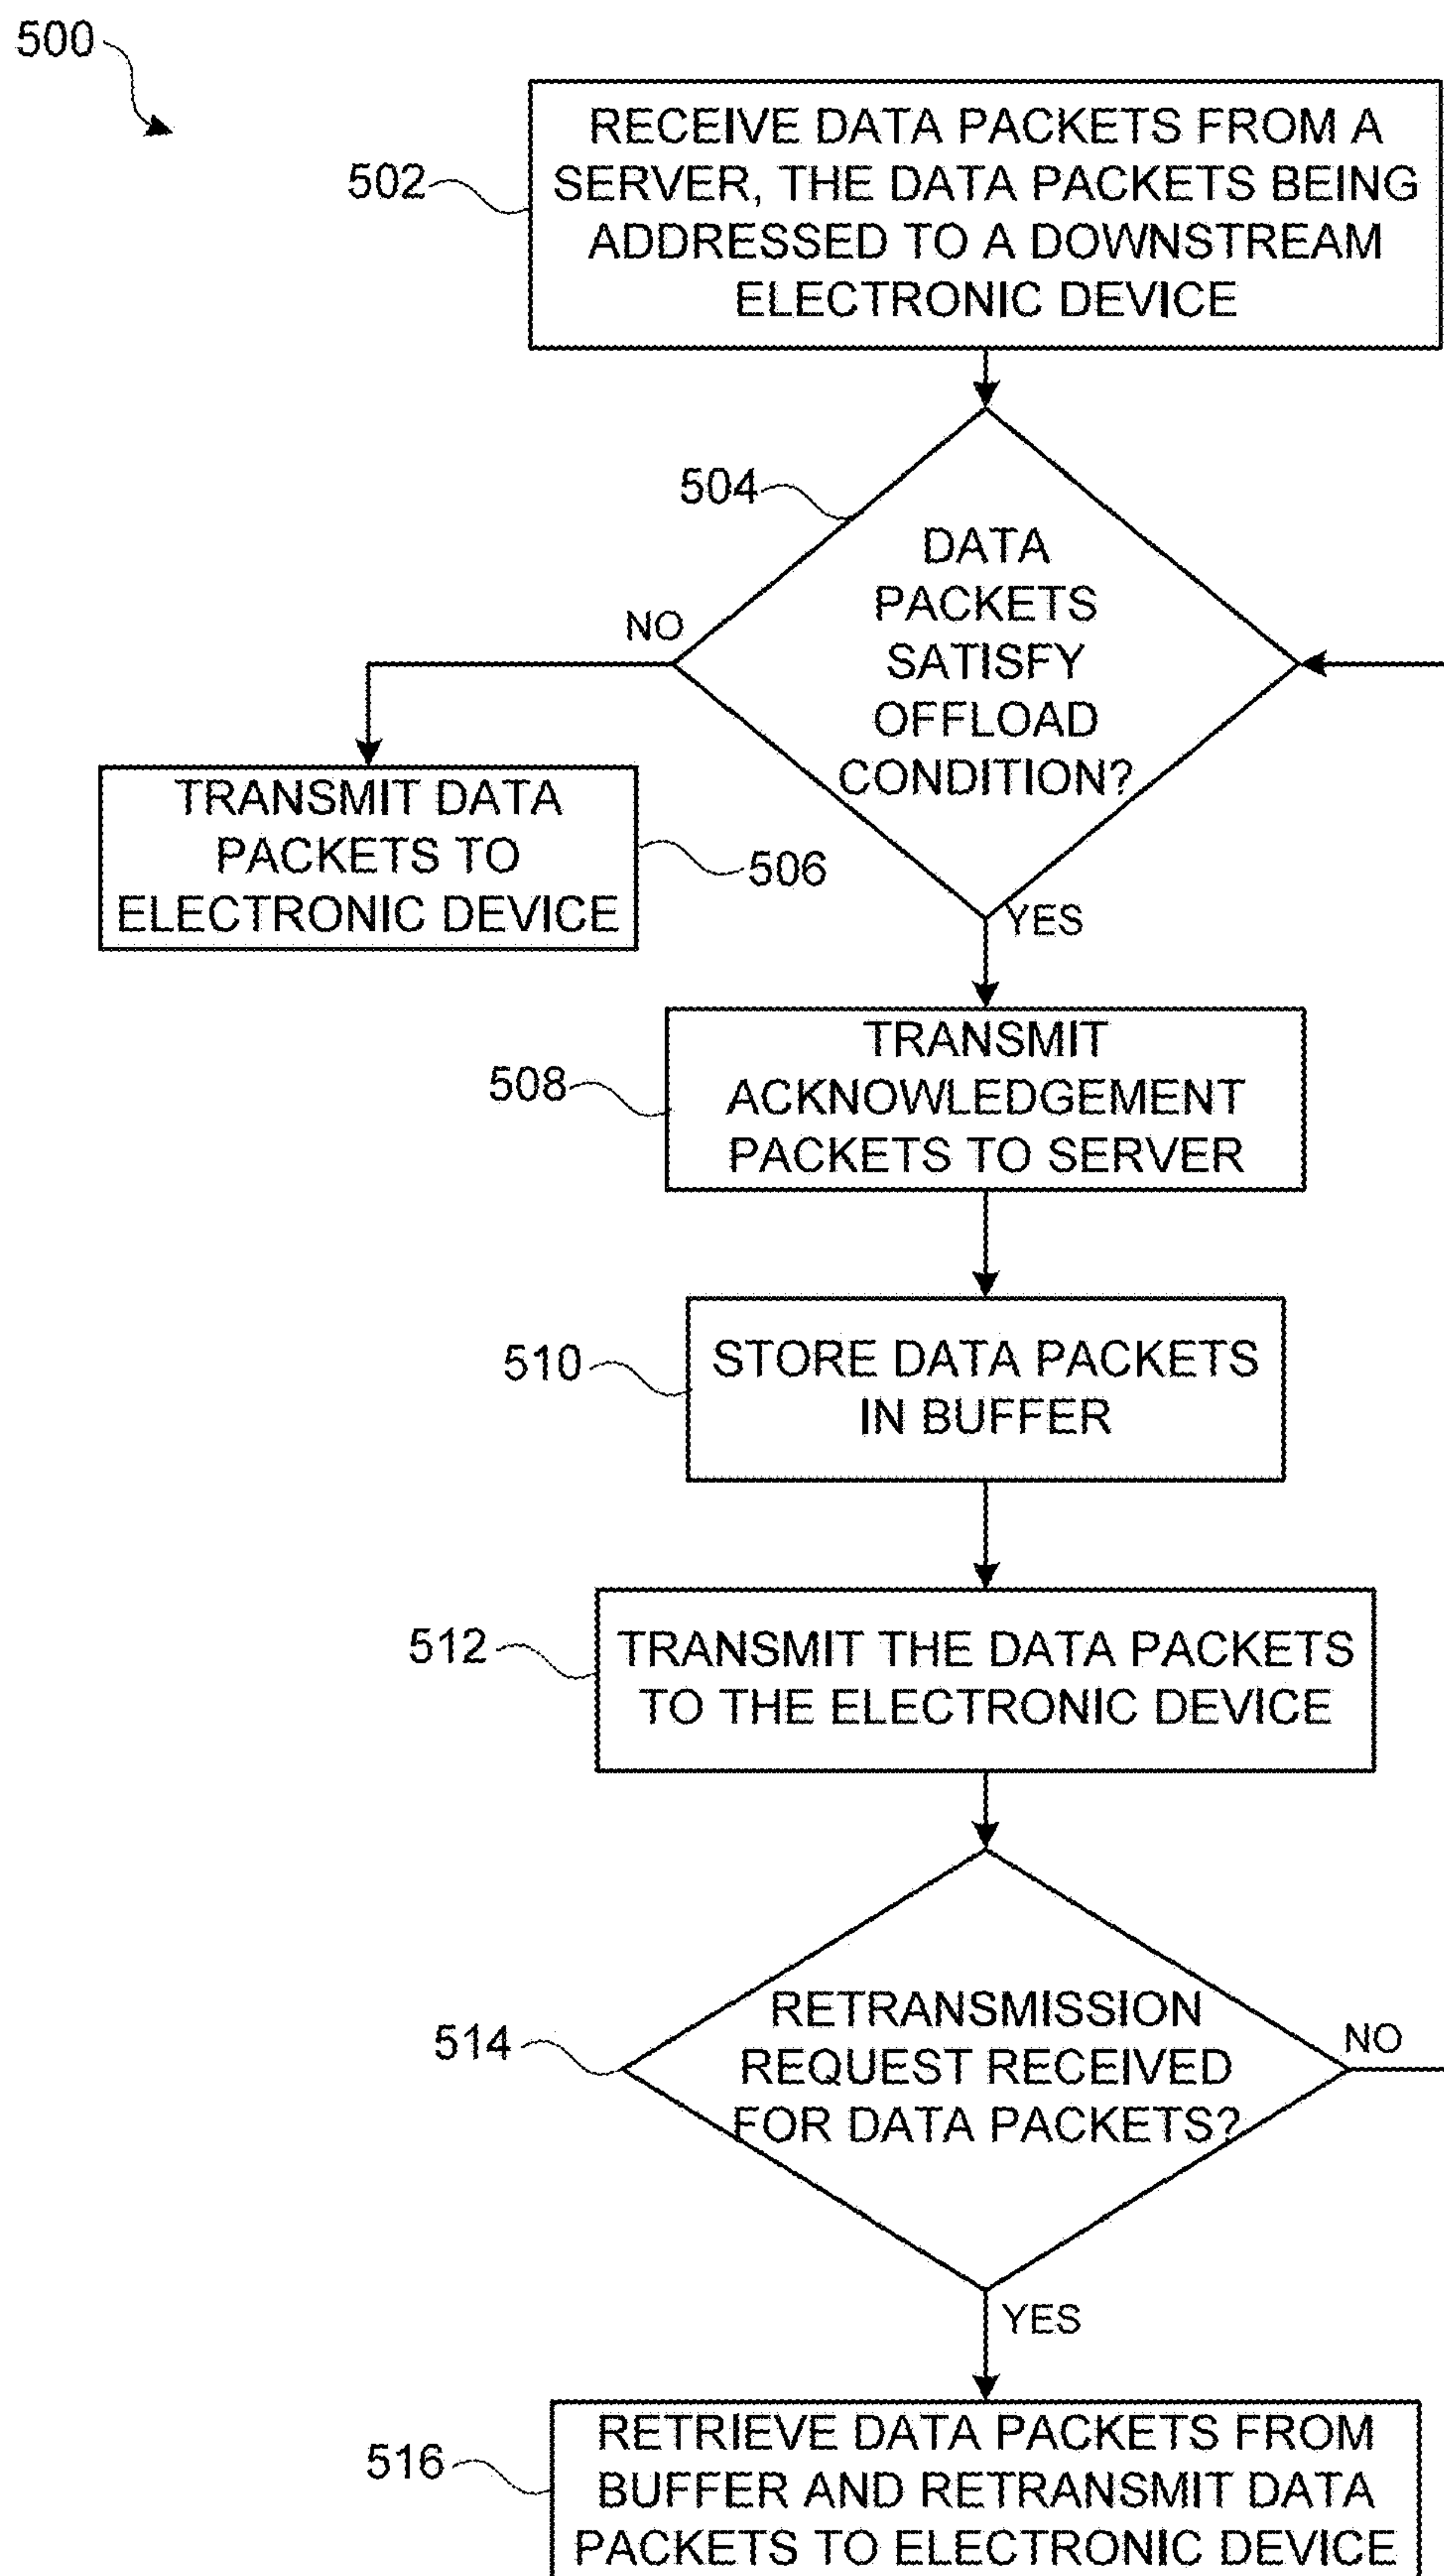 500
502
RECEIVE DATA PACKETS FROM A
SERVER, THE DATA PACKETS BEING
ADDRESSED TO A DOWNSTREAM
ELECTRONIC DEVICE
504
DATA
PACKETS
SATISFY
OFFLOAD
CONDITION?
NO
TRANSMIT DATA
PACKETS TO
ELECTRONIC DEVICE
506
YES
508
TRANSMIT
ACKNOWLEDGEMENT
PACKETS TO SERVER
510
STORE DATA PACKETS
IN BUFFER
512
TRANSMIT THE DATA PACKETS
TO THE ELECTRONIC DEVICE
514
RETRANSMISSION
REQUEST RECEIVED
FOR DATA PACKETS?
NO
YES
516
RETRIEVE DATA PACKETS FROM
BUFFER AND RETRANSMIT DATA
PACKETS TO ELECTRONIC DEVICE